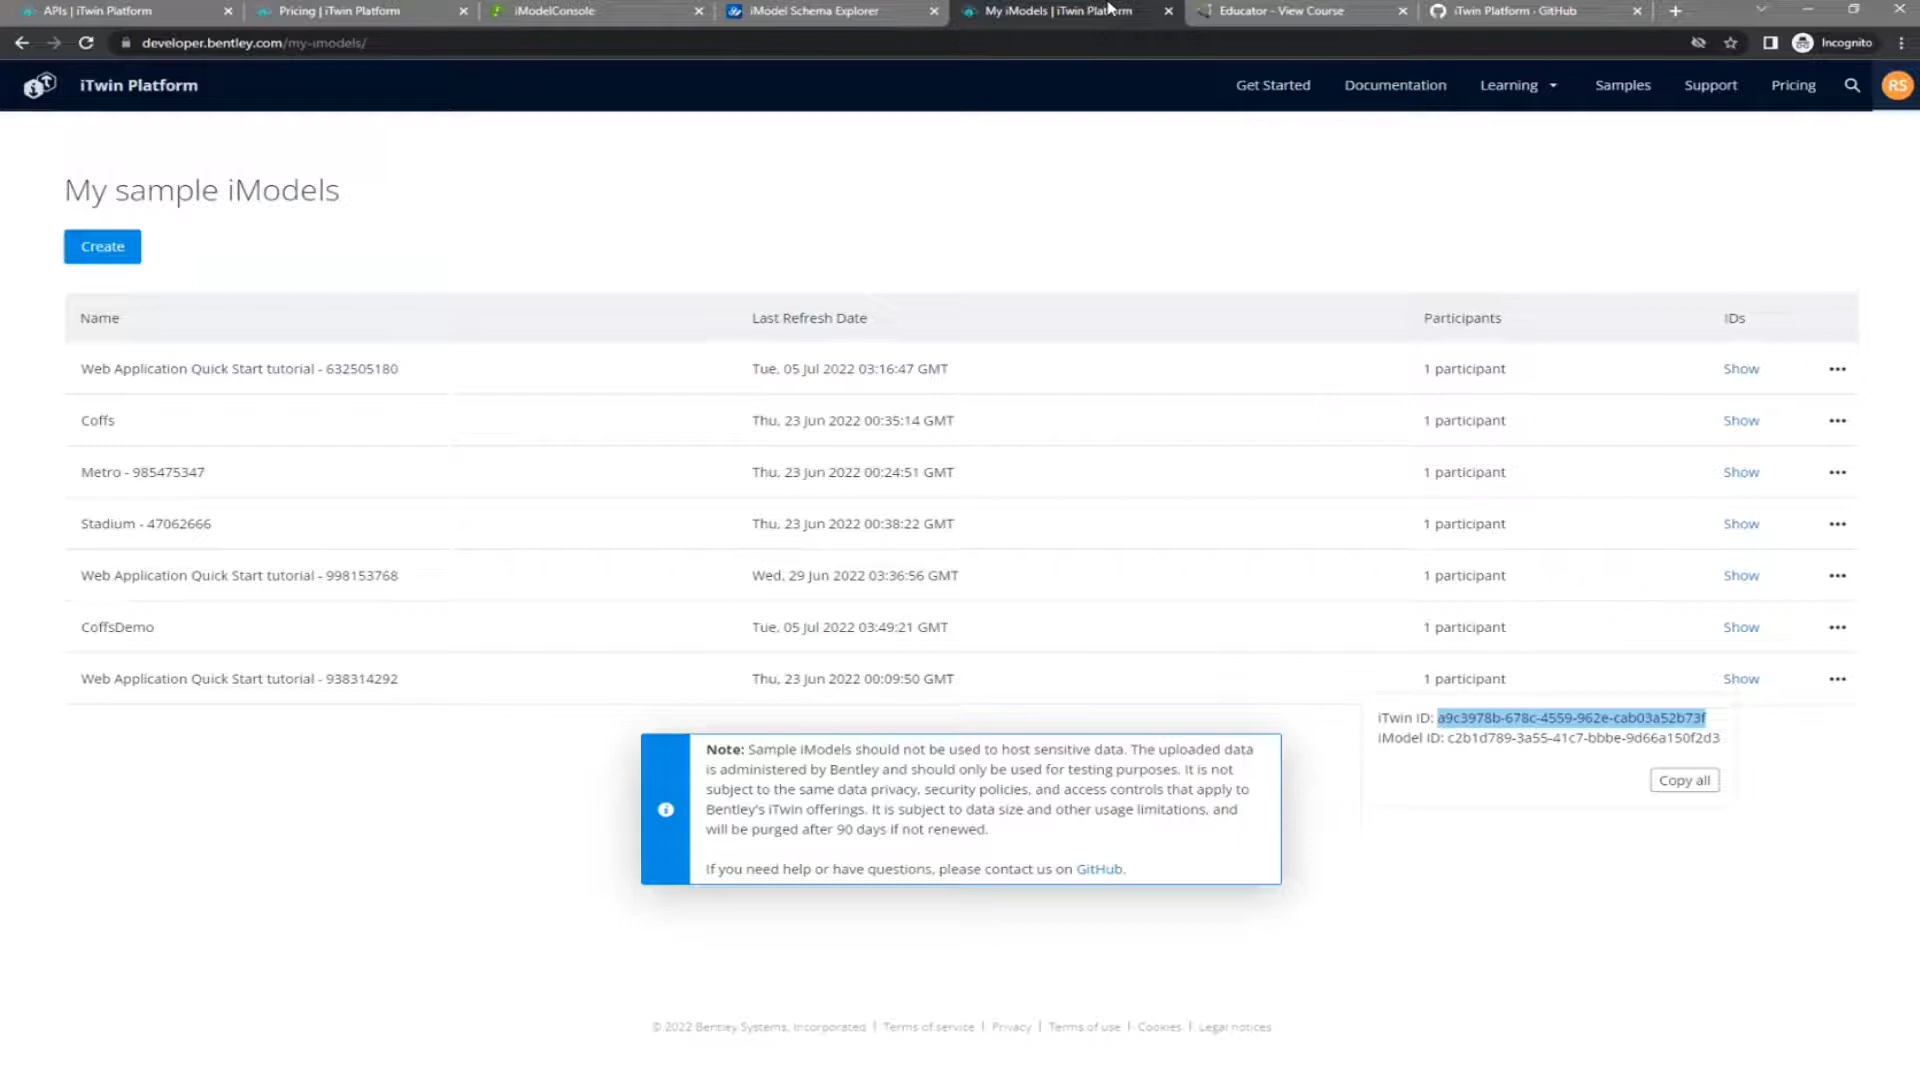 APIs | iTwin Platform
Pricing | iTwin Platform
iModelConsole
iModel Schema Explorer
My iModels | iTwin Platform
Educator - View Course
iTwin Platform · GitHub
developer.bentley.com/my-imodels/
Incognito
iTwin Platform
Get Started
Documentation
Learning
Samples
Support
Pricing
RS
My sample iModels
Create
Name Last Refresh Date Participants IDs
Web Application Quick Start tutorial - 632505180 Tue, 05 Jul 2022 03:16:47 GMT 1 participant Show
Coffs Thu, 23 Jun 2022 00:35:14 GMT 1 participant Show
Metro - 985475347 Thu, 23 Jun 2022 00:24:51 GMT 1 participant Show
Stadium - 47062666 Thu, 23 Jun 2022 00:38:22 GMT 1 participant Show
Web Application Quick Start tutorial - 998153768 Wed, 29 Jun 2022 03:36:56 GMT 1 participant Show
CoffsDemo Tue, 05 Jul 2022 03:49:21 GMT 1 participant Show
Web Application Quick Start tutorial - 938314292 Thu, 23 Jun 2022 00:09:50 GMT 1 participant Show
iTwin ID: a9c3978b-678c-4559-962e-cab03a52b73f
iModel ID: c2b1d789-3a55-41c7-bbbe-9d66a150f2d3
Copy all
Note: Sample iModels should not be used to host sensitive data. The uploaded data
is administered by Bentley and should only be used for testing purposes. It is not
subject to the same data privacy, security policies, and access controls that apply to
Bentley's iTwin offerings. It is subject to data size and other usage limitations, and
will be purged after 90 days if not renewed.
If you need help or have questions, please contact us on GitHub.
© 2022 Bentley Systems, Incorporated | Terms of service | Privacy | Terms of use | Cookies | Legal notices